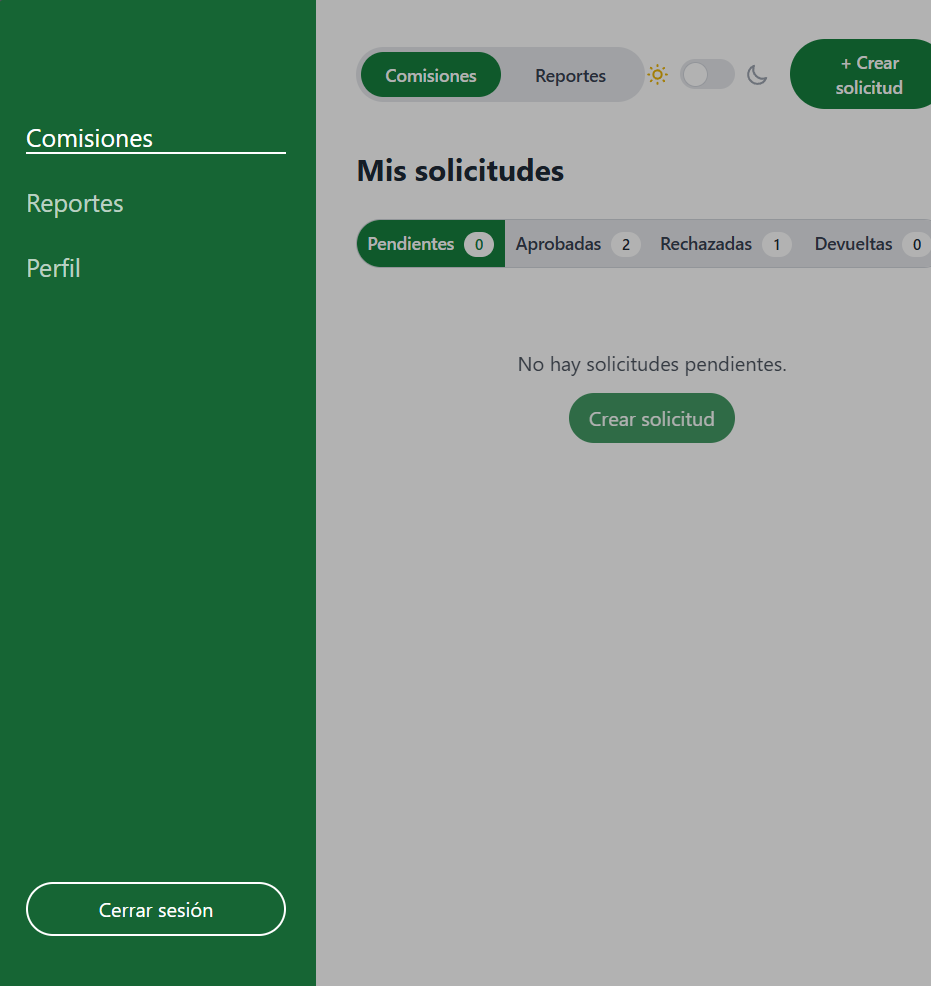 Comisiones
Reportes
Perfil
Cerrar sesión
Comisiones Reportes
+ Crear
solicitud
Mis solicitudes
Pendientes 0 Aprobadas 2 Rechazadas 1 Devueltas 0
No hay solicitudes pendientes.
Crear solicitud